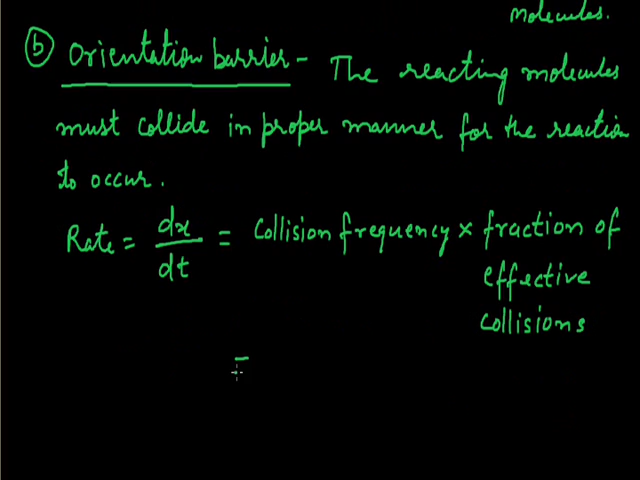 molecules.
(b) Orientation barrier - The reacting molecules
must collide in proper manner for the reaction
to occur.
Rate = dx/dt = Collision frequency × fraction of
effective
collisions
=